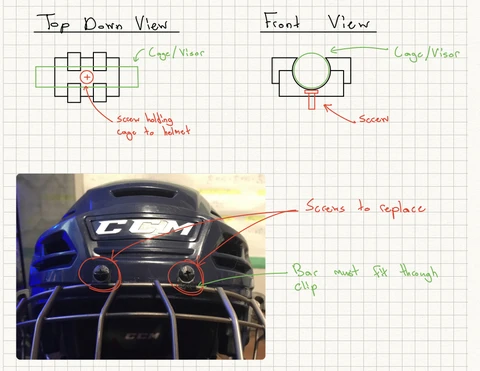 Top Down View
Front View
Cage/Visor
Cage/Visor
screw holding
cage to helmet
Screw
CCM
Screws to replace
Bar must fit through
clip
CCM